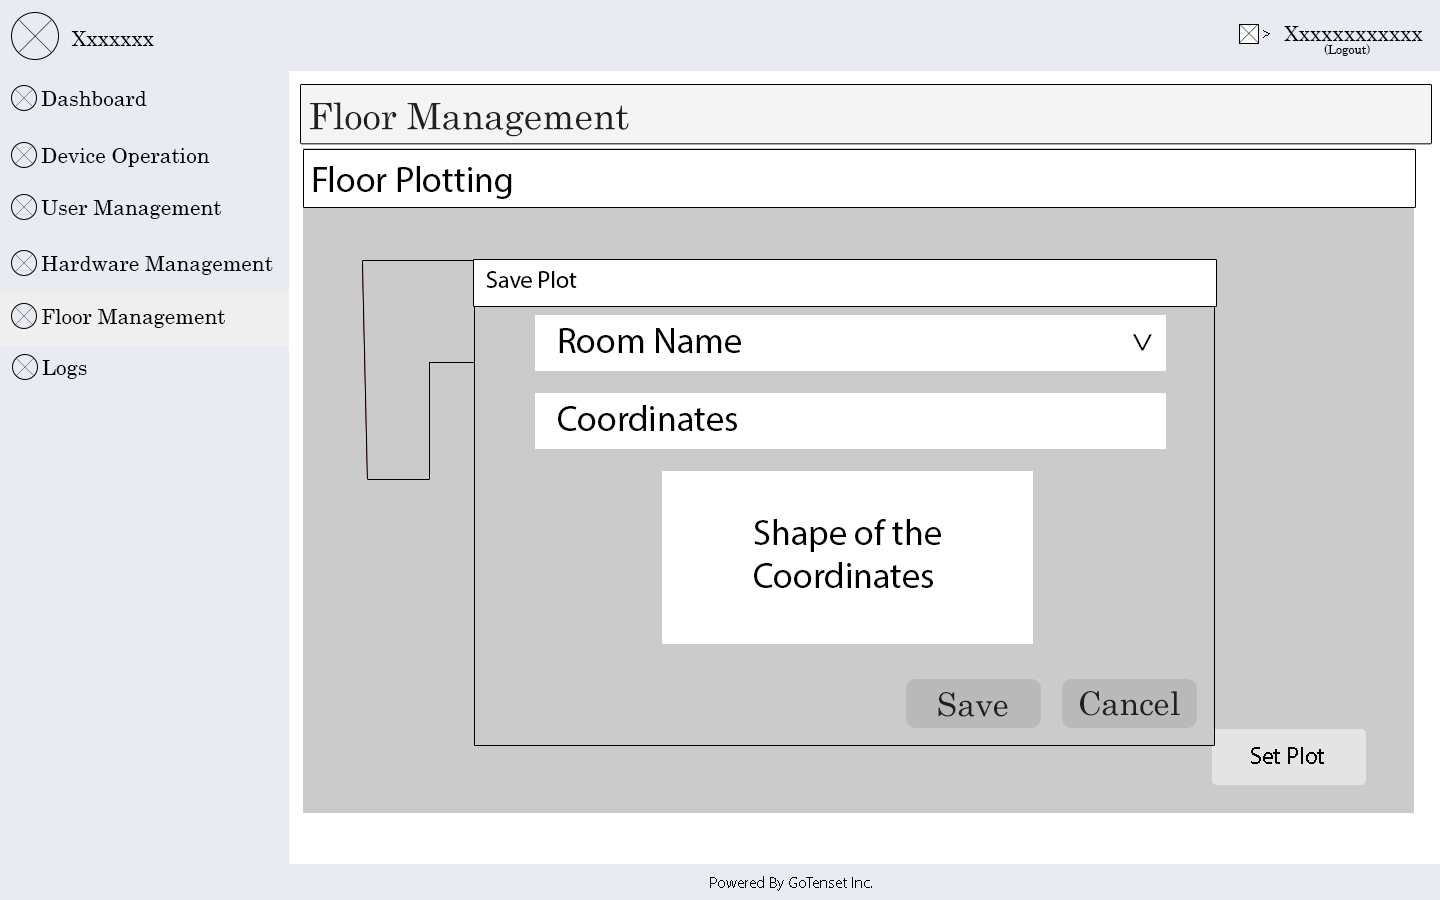 Xxxxxxx
> Xxxxxxxxxxxx
(Logout)
Dashboard
Device Operation
User Management
Hardware Management
Floor Management
Logs
Floor Management
Floor Plotting
Save Plot
Room Name
V
Coordinates
Shape of the
Coordinates
Save
Cancel
Set Plot
Powered By GoTenset Inc.